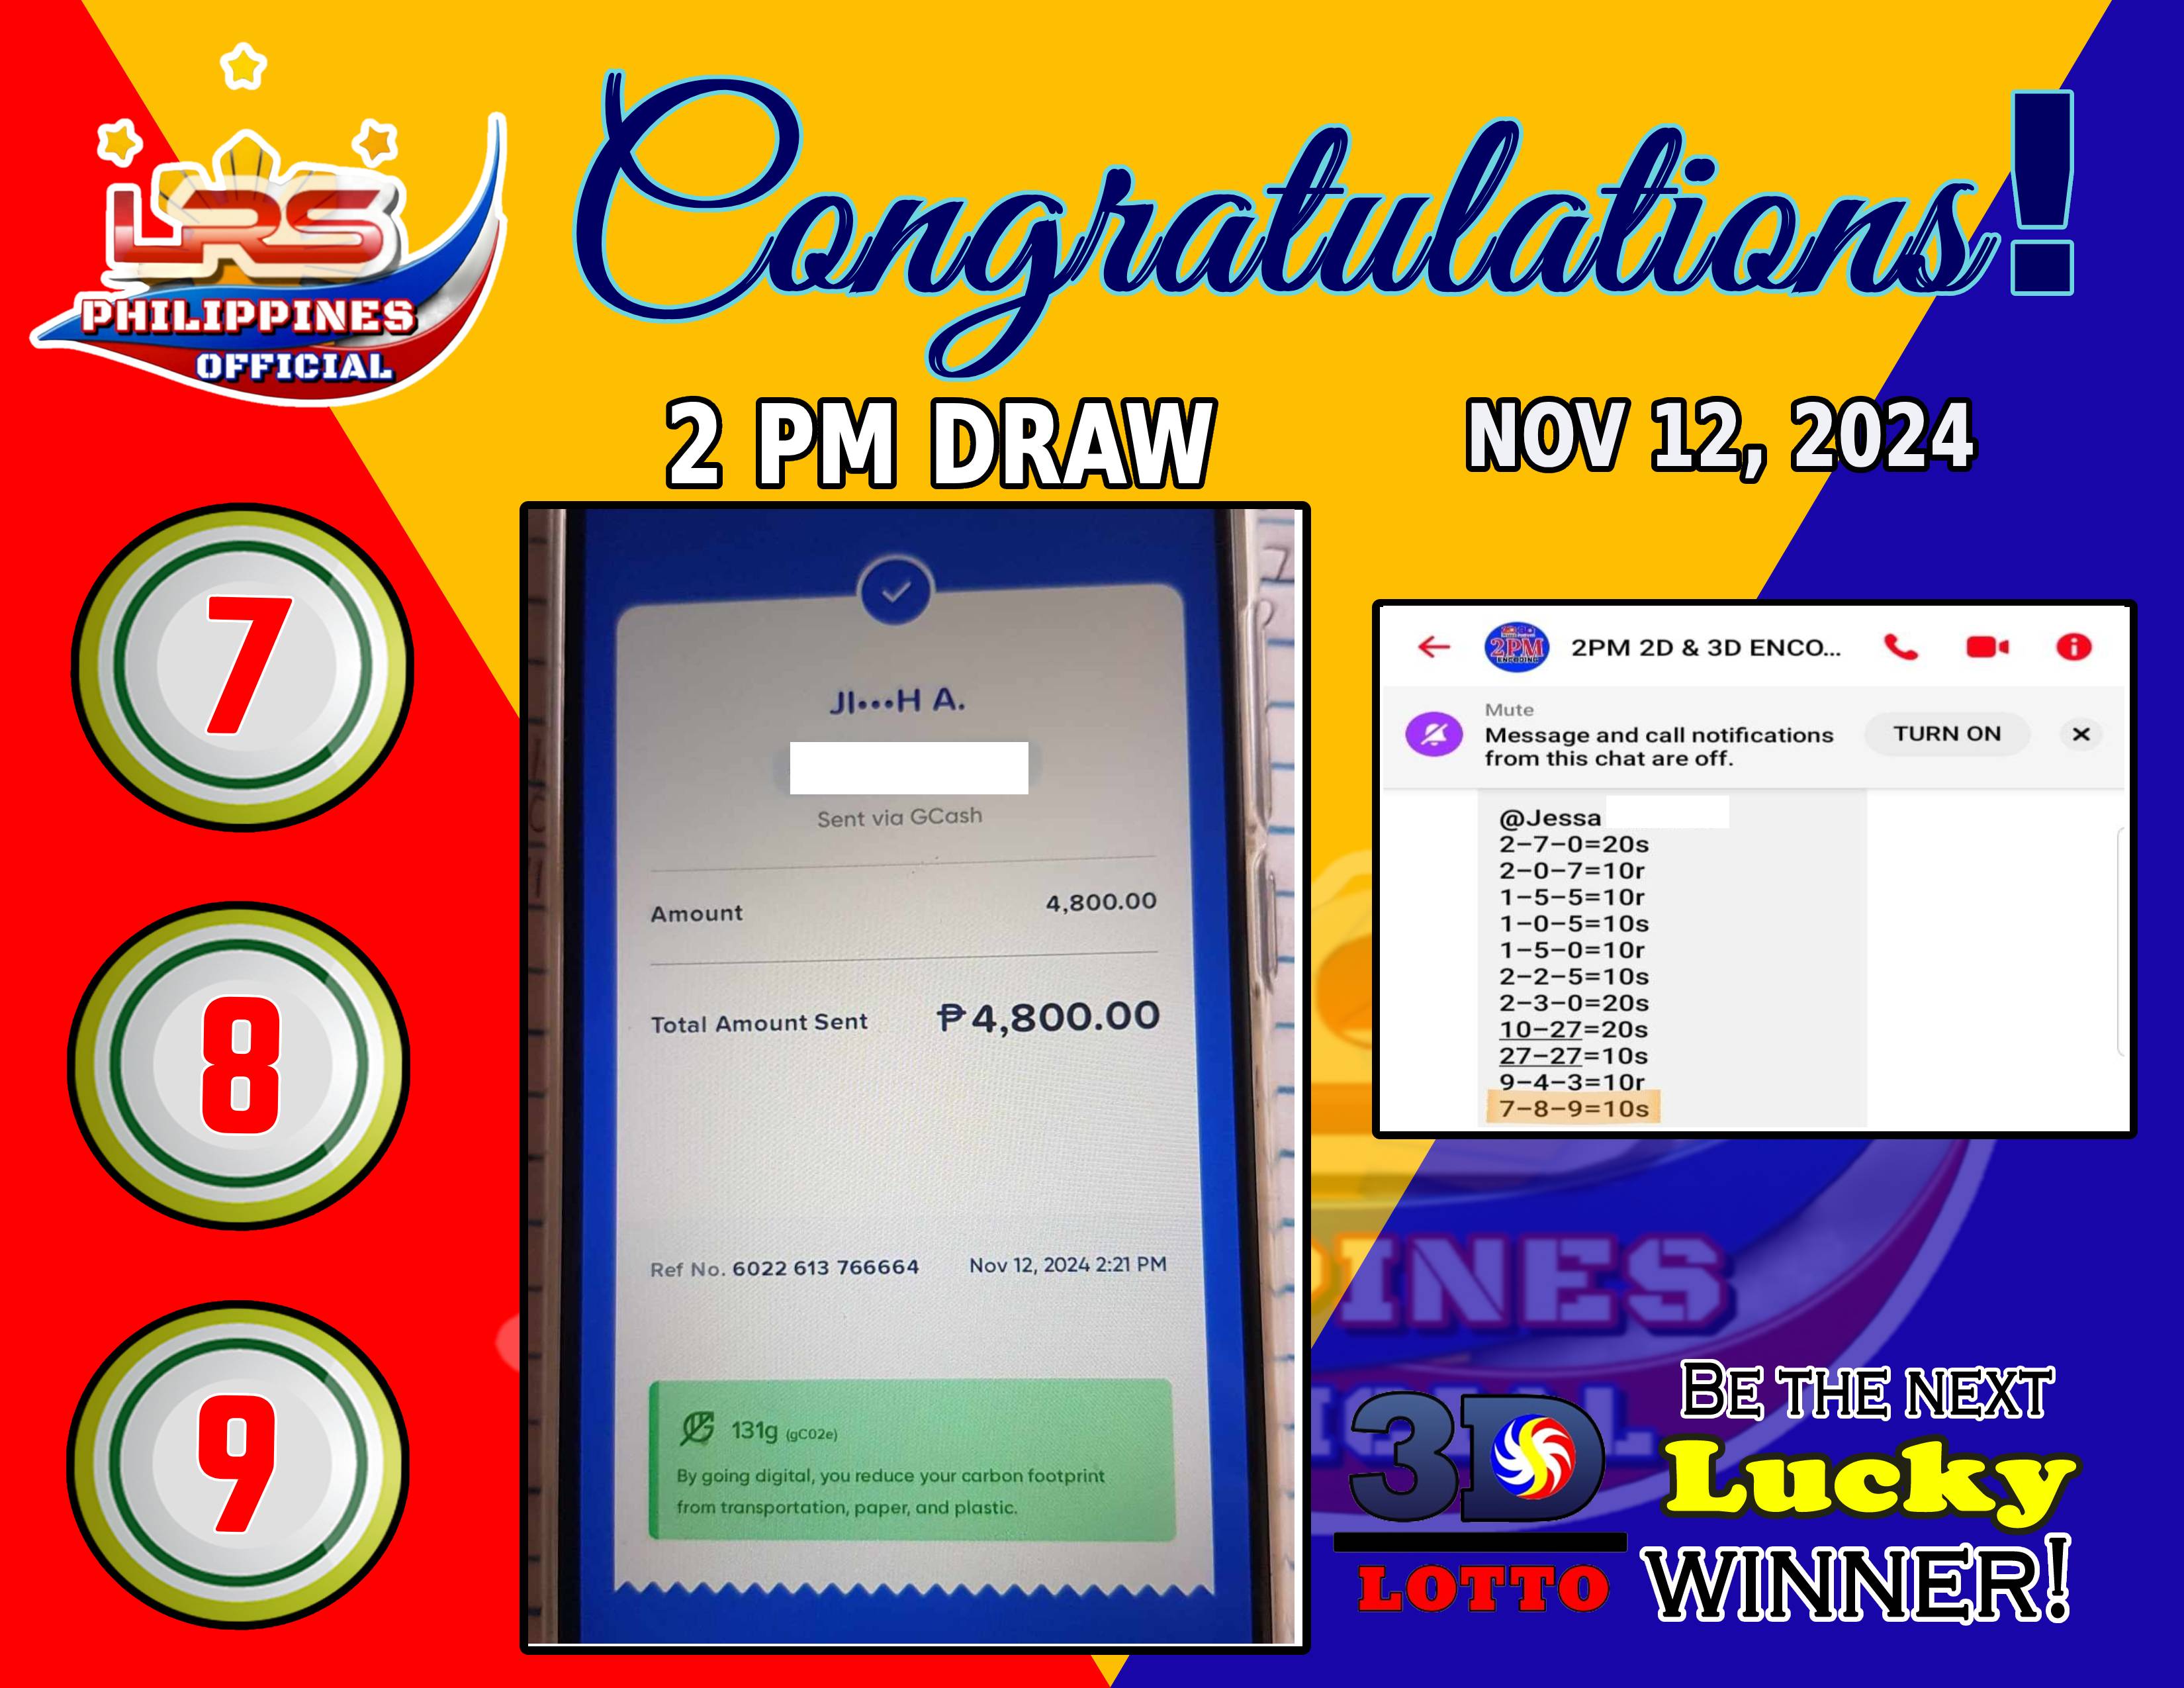 LRS
PHILIPPINES
OFFICIAL
Congratulations!
2 PM DRAW
NOV 12, 2024
7
8
9
JI•••H A.
Sent via GCash
Amount 4,800.00
Total Amount Sent ₱4,800.00
Ref No. 6022 613 766664 Nov 12, 2024 2:21 PM
131g (gCO2e)
By going digital, you reduce your carbon footprint
from transportation, paper, and plastic.
2PM
ENCODING
2PM 2D & 3D ENCO...
Mute
Message and call notifications
from this chat are off.
TURN ON
@Jessa
2-7-0=20s
2-0-7=10r
1-5-5=10r
1-0-5=10s
1-5-0=10r
2-2-5=10s
2-3-0=20s
10-27=20s
27-27=10s
9-4-3=10r
7-8-9=10s
PINES
CIAL
3D
LOTTO
BE THE NEXT
Lucky
WINNER!